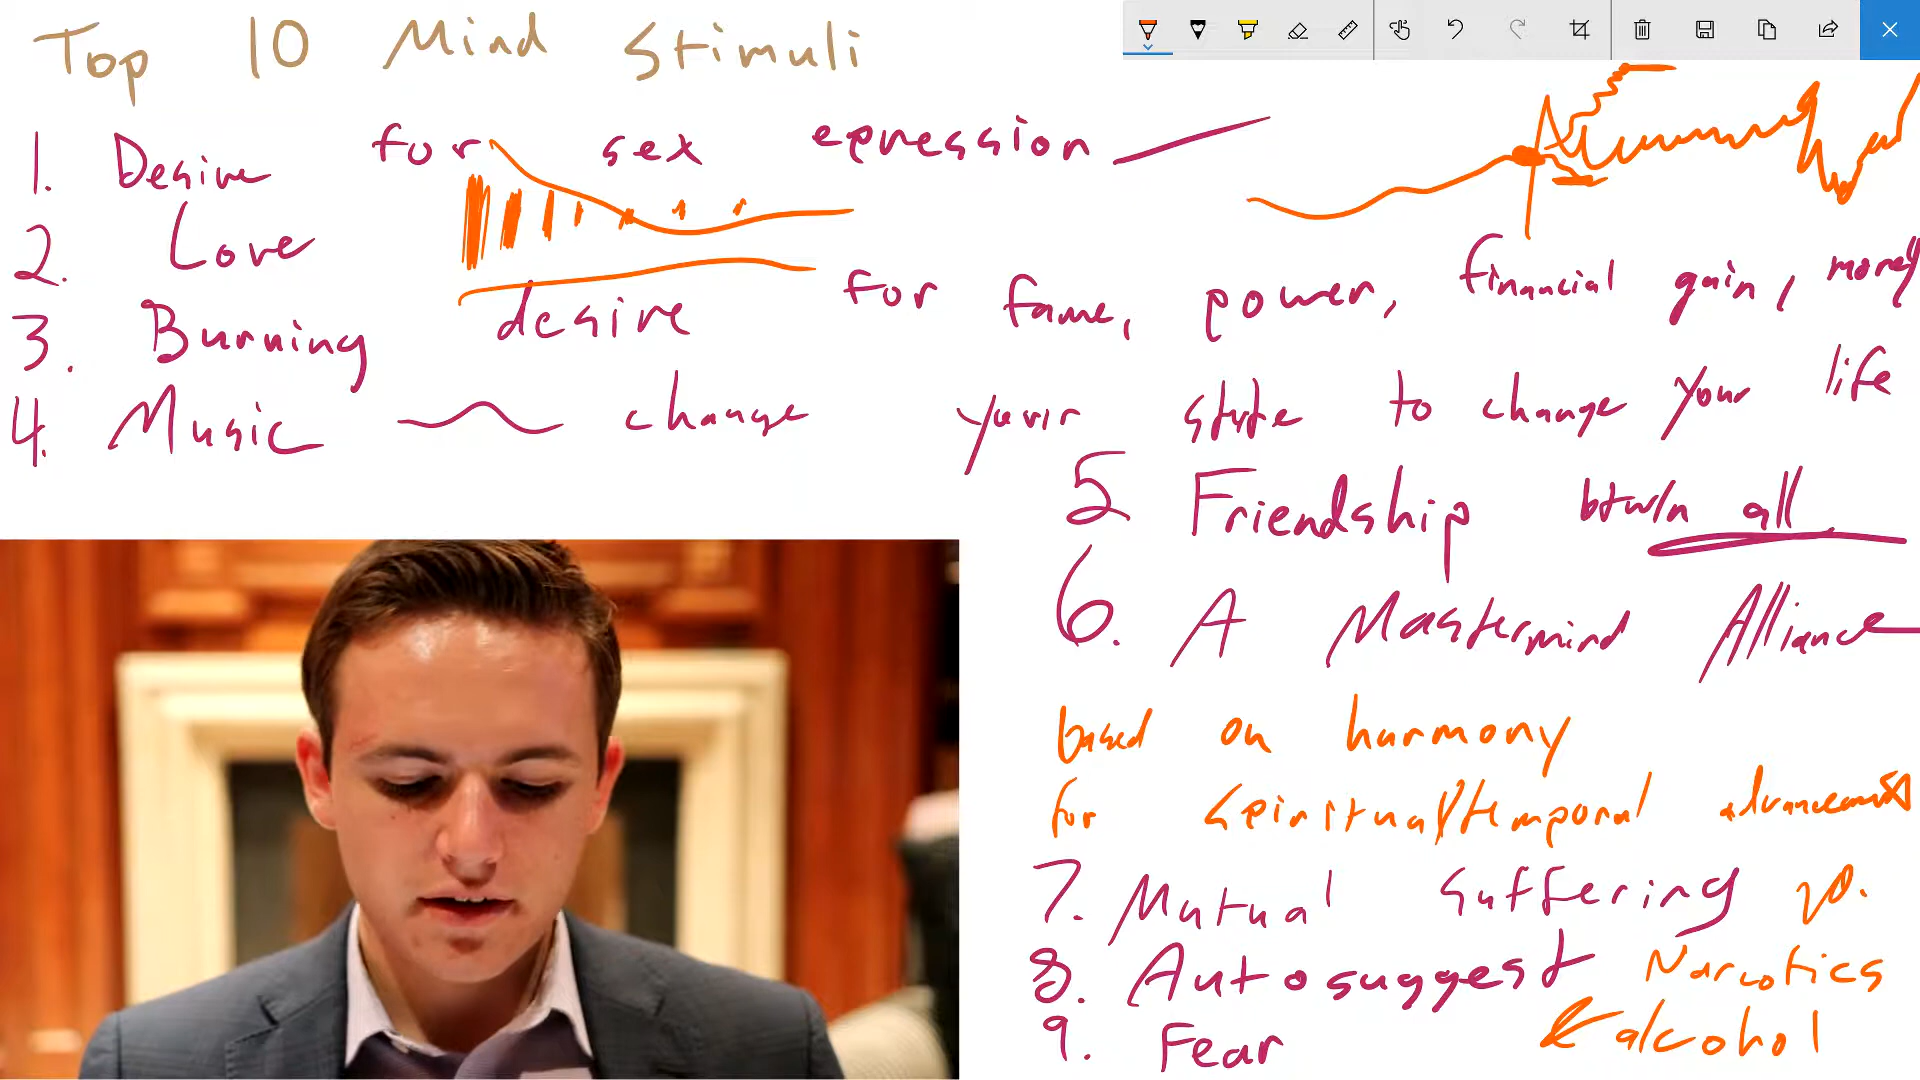 Top 10 Mind Stimuli
1. Desire for sex epression
2. Love
3. Burning desire for fame, power, financial gain, money
4. Music change your state to change your life
5 Friendship btw/n all
6. A Mastermind Alliance
based on harmony
for spiritual/temporal advancement
7. Mutual Suffering
8. Autosuggest
9. Fear
10. Narcotics
& alcohol